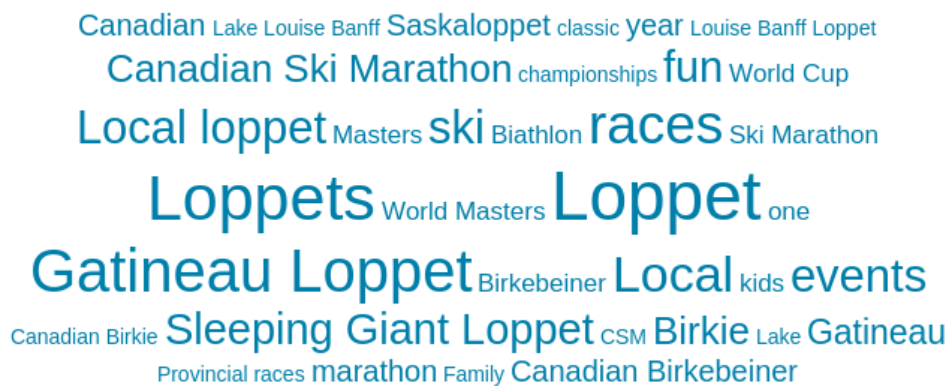 Canadian Lake Louise Banff Saskaloppet classic year Louise Banff Loppet
Canadian Ski Marathon championships fun World Cup
Local loppet Masters ski Biathlon races Ski Marathon
Loppets World Masters Loppet one
Gatineau Loppet Birkebeiner Local kids events
Canadian Birkie Sleeping Giant Loppet CSM Birkie Lake Gatineau
Provincial races marathon Family Canadian Birkebeiner